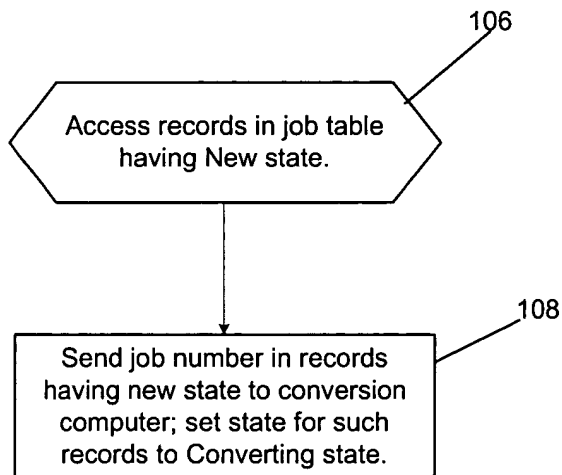 106
Access records in job table
having New state.
108
Send job number in records
having new state to conversion
computer; set state for such
records to Converting state.